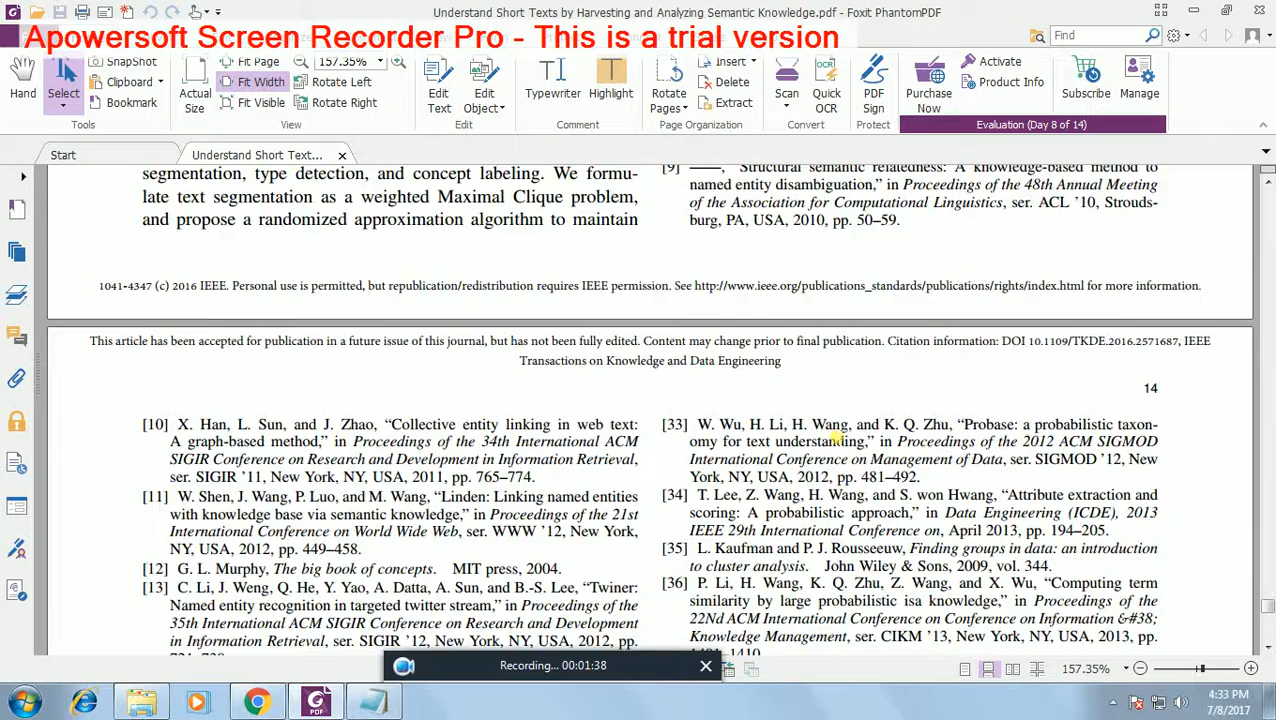 Understand Short Texts by Harvesting and Analyzing Semantic Knowledge.pdf - Foxit PhantomPDF
Apowersoft Screen Recorder Pro - This is a trial version
Find
Hand
Select
SnapShot
Clipboard
Bookmark
Tools
Actual
Size
Fit Page
Fit Width
Fit Visible
157.35%
Rotate Left
Rotate Right
View
Edit
Text
Edit
Object
Edit
Typewriter
Highlight
Comment
Rotate
Pages
Insert
Delete
Extract
Page Organization
Scan
Quick
OCR
Convert
PDF
Sign
Protect
Purchase
Now
Activate
Product Info
Subscribe
Manage
Evaluation (Day 8 of 14)
Start
Understand Short Text...
segmentation, type detection, and concept labeling. We formu-
late text segmentation as a weighted Maximal Clique problem,
and propose a randomized approximation algorithm to maintain
[9] ——, “Structural semantic relatedness: A knowledge-based method to
named entity disambiguation,” in Proceedings of the 48th Annual Meeting
of the Association for Computational Linguistics, ser. ACL ’10, Strouds-
burg, PA, USA, 2010, pp. 50–59.
1041-4347 (c) 2016 IEEE. Personal use is permitted, but republication/redistribution requires IEEE permission. See http://www.ieee.org/publications_standards/publications/rights/index.html for more information.
This article has been accepted for publication in a future issue of this journal, but has not been fully edited. Content may change prior to final publication. Citation information: DOI 10.1109/TKDE.2016.2571687, IEEE
Transactions on Knowledge and Data Engineering
14
[10] X. Han, L. Sun, and J. Zhao, “Collective entity linking in web text:
A graph-based method,” in Proceedings of the 34th International ACM
SIGIR Conference on Research and Development in Information Retrieval,
ser. SIGIR ’11, New York, NY, USA, 2011, pp. 765–774.
[11] W. Shen, J. Wang, P. Luo, and M. Wang, “Linden: Linking named entities
with knowledge base via semantic knowledge,” in Proceedings of the 21st
International Conference on World Wide Web, ser. WWW ’12, New York,
NY, USA, 2012, pp. 449–458.
[12] G. L. Murphy, The big book of concepts. MIT press, 2004.
[13] C. Li, J. Weng, Q. He, Y. Yao, A. Datta, A. Sun, and B.-S. Lee, “Twiner:
Named entity recognition in targeted twitter stream,” in Proceedings of the
35th International ACM SIGIR Conference on Research and Development
in Information Retrieval, ser. SIGIR ’12, New York, NY, USA, 2012, pp.
[33] W. Wu, H. Li, H. Wang, and K. Q. Zhu, “Probase: a probabilistic taxon-
omy for text understanding,” in Proceedings of the 2012 ACM SIGMOD
International Conference on Management of Data, ser. SIGMOD ’12, New
York, NY, USA, 2012, pp. 481–492.
[34] T. Lee, Z. Wang, H. Wang, and S. won Hwang, “Attribute extraction and
scoring: A probabilistic approach,” in Data Engineering (ICDE), 2013
IEEE 29th International Conference on, April 2013, pp. 194–205.
[35] L. Kaufman and P. J. Rousseeuw, Finding groups in data: an introduction
to cluster analysis. John Wiley & Sons, 2009, vol. 344.
[36] P. Li, H. Wang, K. Q. Zhu, Z. Wang, and X. Wu, “Computing term
similarity by large probabilistic isa knowledge,” in Proceedings of the
22Nd ACM International Conference on Conference on Information &#38;
Knowledge Management, ser. CIKM ’13, New York, NY, USA, 2013, pp.
Recording... 00:01:38
157.35%
PDF
4:33 PM
7/8/2017